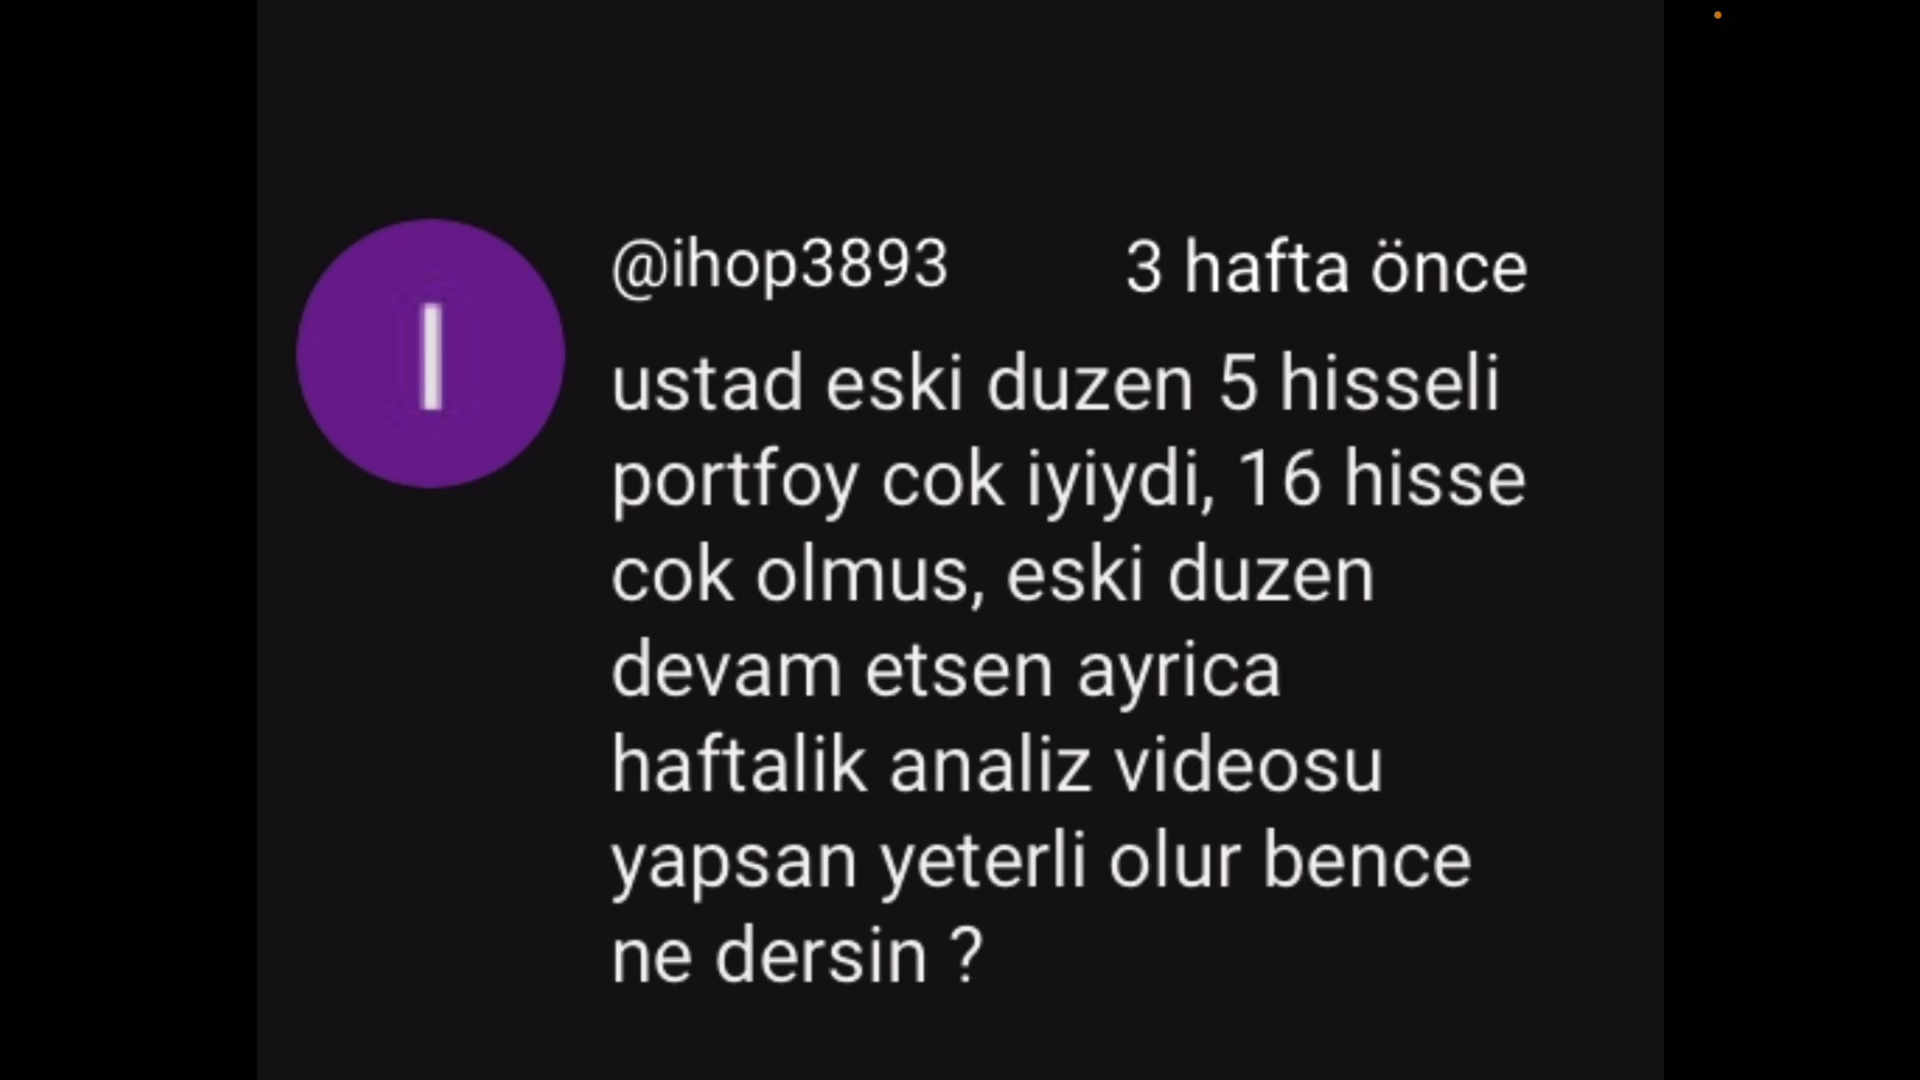 I
@ihop3893 3 hafta önce
ustad eski duzen 5 hisseli
portfoy cok iyiydi, 16 hisse
cok olmus, eski duzen
devam etsen ayrica
haftalik analiz videosu
yapsan yeterli olur bence
ne dersin ?